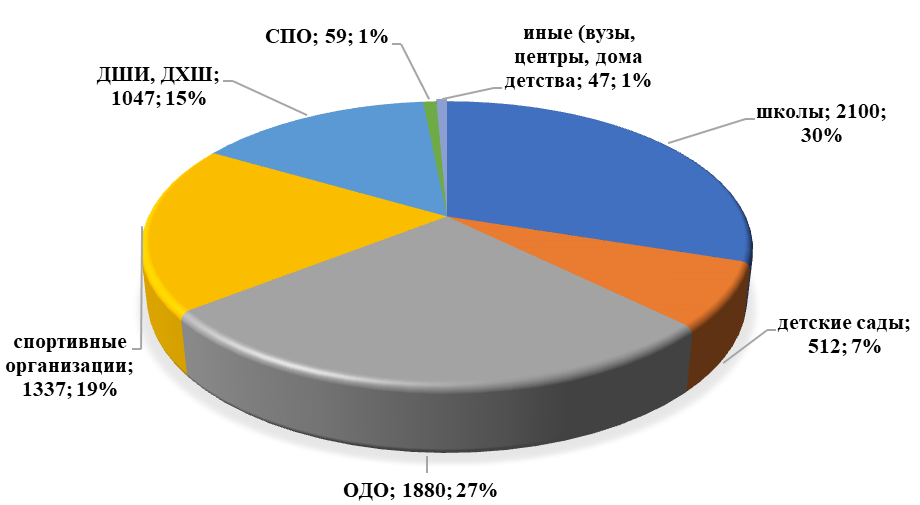 СПО; 59; 1%
иные (вузы,
центры, дома
детства; 47; 1%
ДШИ, ДХШ;
1047; 15%
школы; 2100;
30%
детские сады;
512; 7%
спортивные
организации;
1337; 19%
ОДО; 1880; 27%